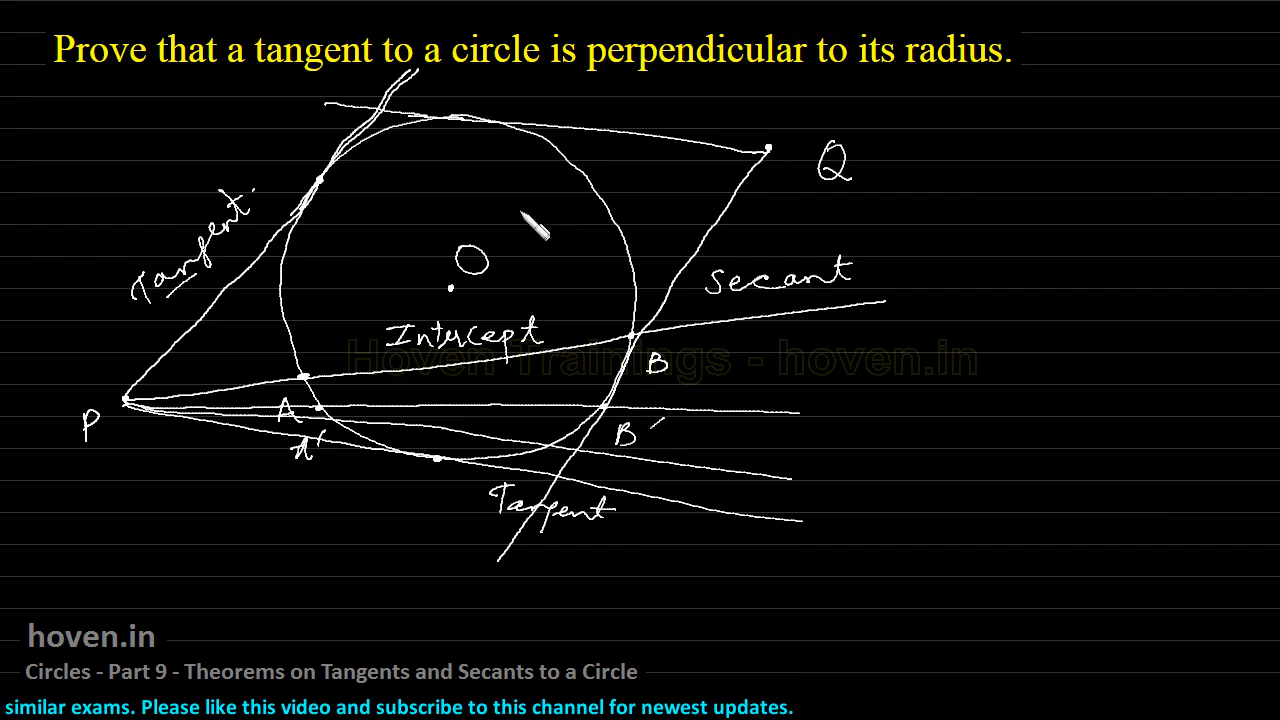 Prove that a tangent to a circle is perpendicular to its radius.
Tangent
Q
O
Secant
Intercept
Hoven Trainings - hoven.in
B
P
A
A'
B'
Tangent
hoven.in
Circles - Part 9 - Theorems on Tangents and Secants to a Circle
similar exams. Please like this video and subscribe to this channel for newest updates.